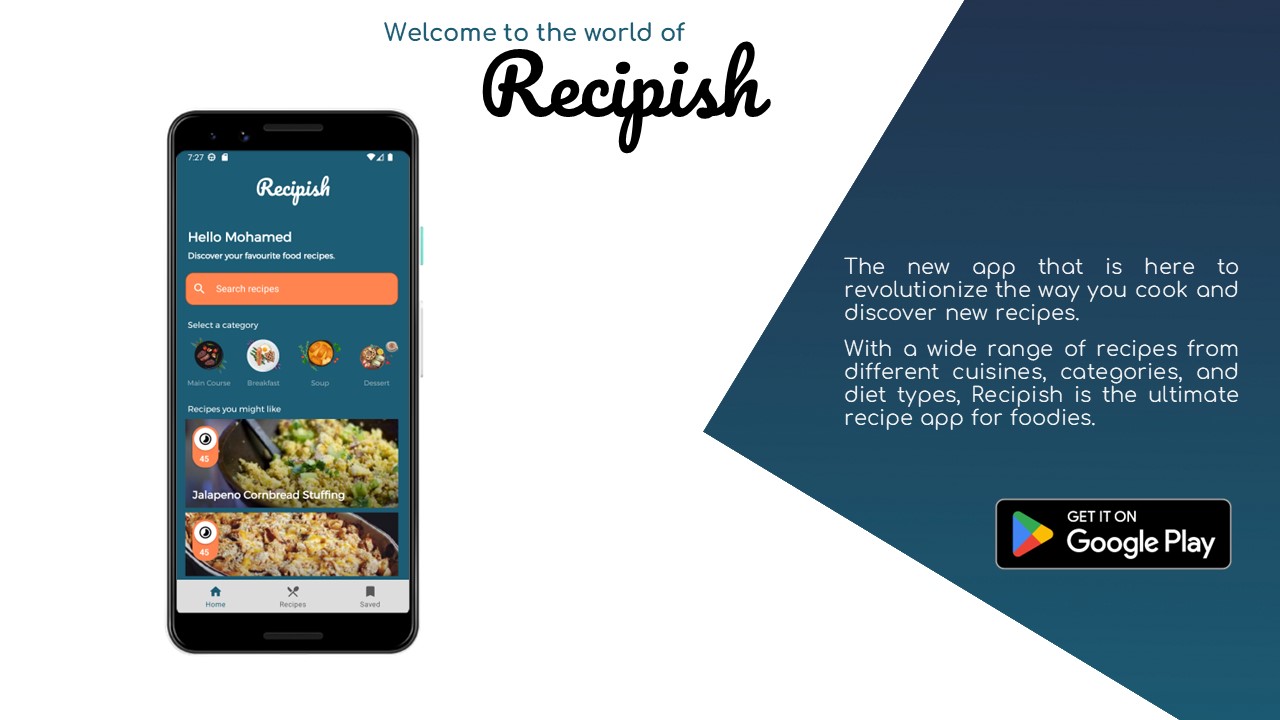 Welcome to the world of
Recipish
7:27
Recipish
Hello Mohamed
Discover your favourite food recipes.
Search recipes
Select a category
Main Course Breakfast Soup Dessert
Recipes you might like
45
Jalapeno Cornbread Stuffing
45
Home Recipes Saved
The new app that is here to
revolutionize the way you cook and
discover new recipes.
With a wide range of recipes from
different cuisines, categories, and
diet types, Recipish is the ultimate
recipe app for foodies.
GET IT ON
Google Play